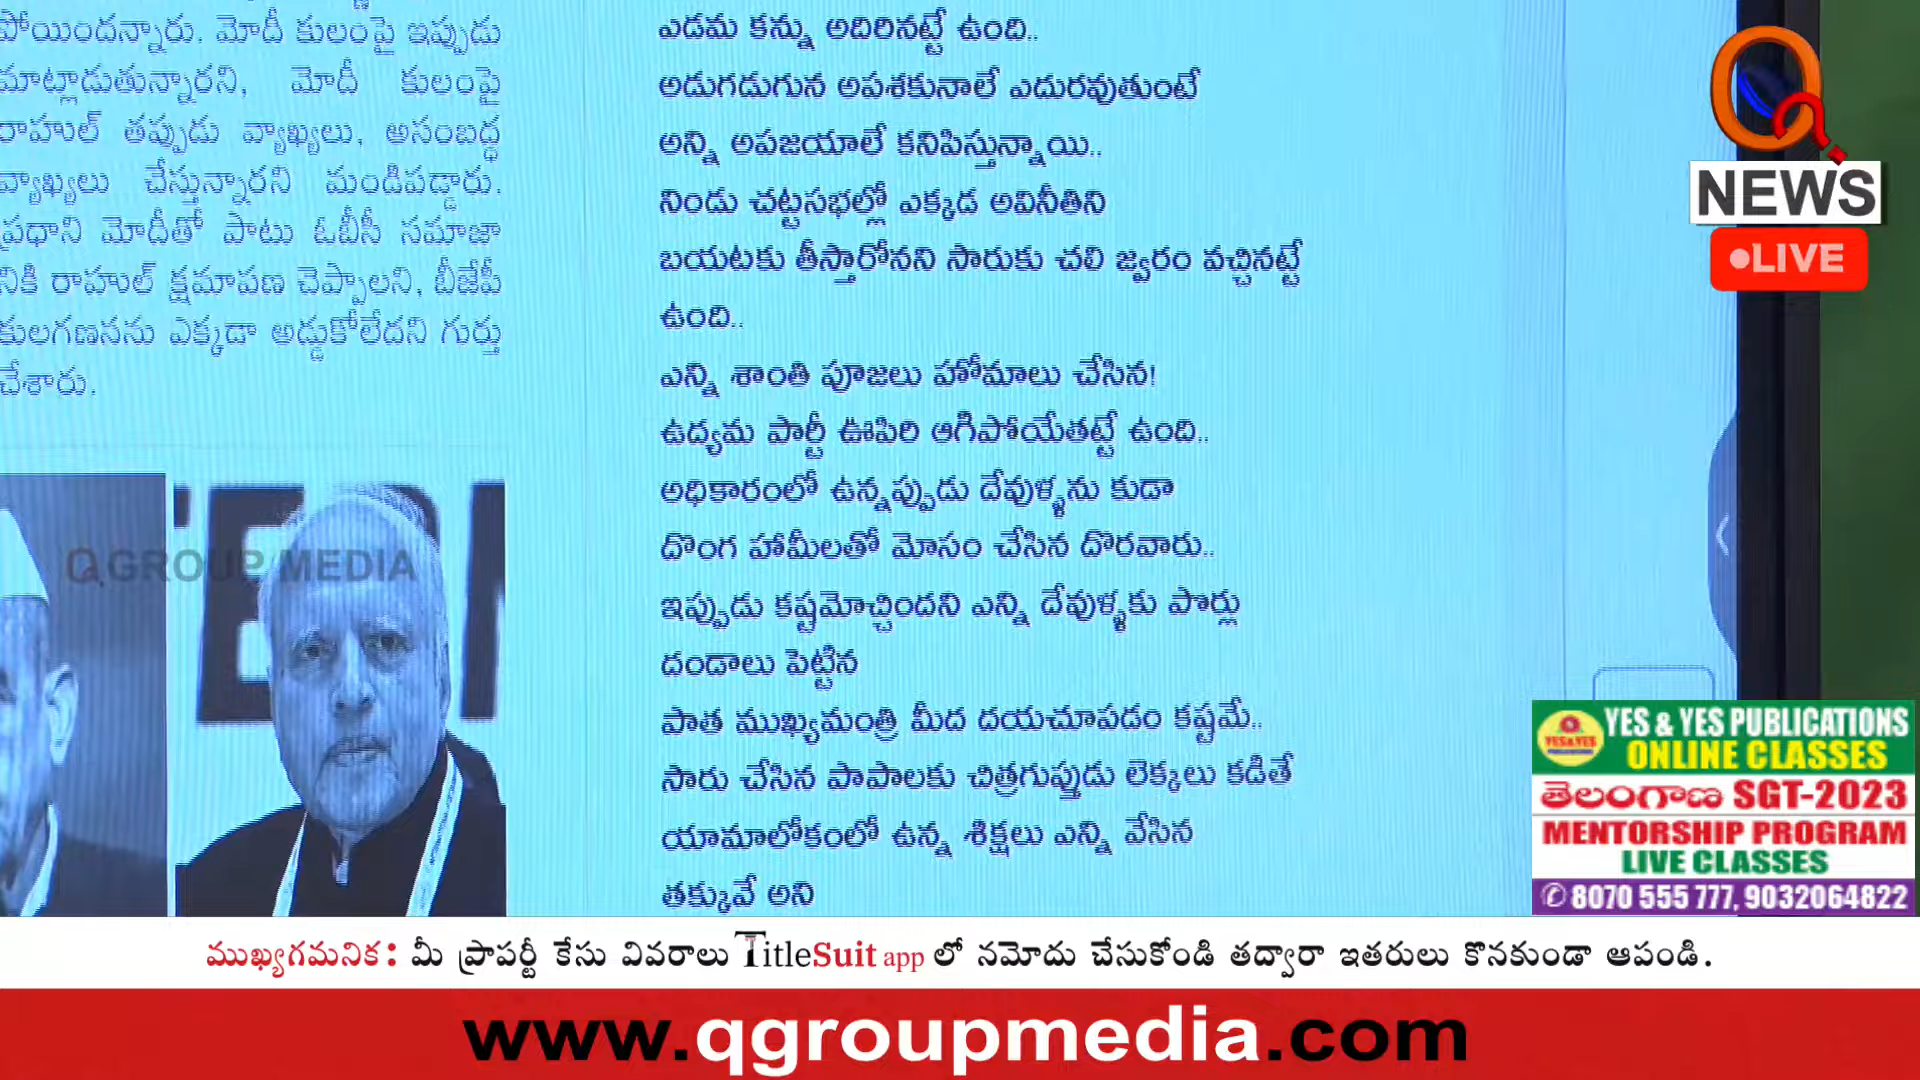 పోయిందన్నారు. మోదీ కులంపై ఇప్పుడు
మాట్లాడుతున్నారని, మోదీ కులంపై
రాహుల్ తప్పుడు వ్యాఖ్యలు, అసంబద్ధ
వ్యాఖ్యలు చేస్తున్నారని మండిపడ్డారు.
ప్రధాని మోదీతో పాటు ఓబీసీ సమాజా
నికి రాహుల్ క్షమాపణ చెప్పాలని, బీజేపీ
కులగణనను ఎక్కడా అడ్డుకోలేదని గుర్తు
చేశారు.
ఎడమ కన్ను అదిరినట్టే ఉంది..
అడుగడుగున అపశకునాలే ఎదురవుతుంటే
అన్ని అపజయాలే కనిపిస్తున్నాయి..
నిండు చట్టసభల్లో ఎక్కడ అవినీతిని
బయటకు తీస్తారోనని సారుకు చలి జ్వరం వచ్చినట్టే
ఉంది..
ఎన్ని శాంతి పూజలు హోమాలు చేసిన!
ఉద్యమ పార్టీ ఊపిరి ఆగిపోయేతట్టే ఉంది..
అధికారంలో ఉన్నప్పుడు దేవుళ్ళను కుడా
దొంగ హామీలతో మోసం చేసిన దొరవారు..
ఇప్పుడు కష్టమోచ్చిందని ఎన్ని దేవుళ్ళకు పొర్లు
దండాలు పెట్టిన
పాత ముఖ్యమంత్రి మీద దయచూపడం కష్టమే..
సారు చేసిన పాపాలకు చిత్రగుప్తుడు లెక్కలు కడితే
యామాలోకంలో ఉన్న శిక్షలు ఎన్ని వేసిన
తక్కువే అని
Q GROUP MEDIA
Q
NEWS
LIVE
YES & YES PUBLICATIONS
ONLINE CLASSES
తెలంగాణ SGT-2023
MENTORSHIP PROGRAM
LIVE CLASSES
8070 555 777, 9032064822
ముఖ్యగమనిక: మీ ప్రాపర్టీ కేసు వివరాలు TitleSuit app లో నమోదు చేసుకోండి తద్వారా ఇతరులు కొనకుండా ఆపండి.
www.qgroupmedia.com